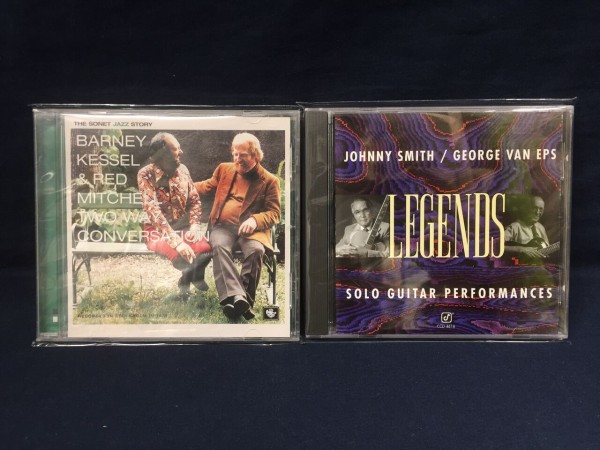 THE SONET JAZZ STORY
BARNEY
KESSEL
& RED
MITCHELL
TWO WAY
CONVERSATION
JOHNNY SMITH / GEORGE VAN EPS
LEGENDS
SOLO GUITAR PERFORMANCES